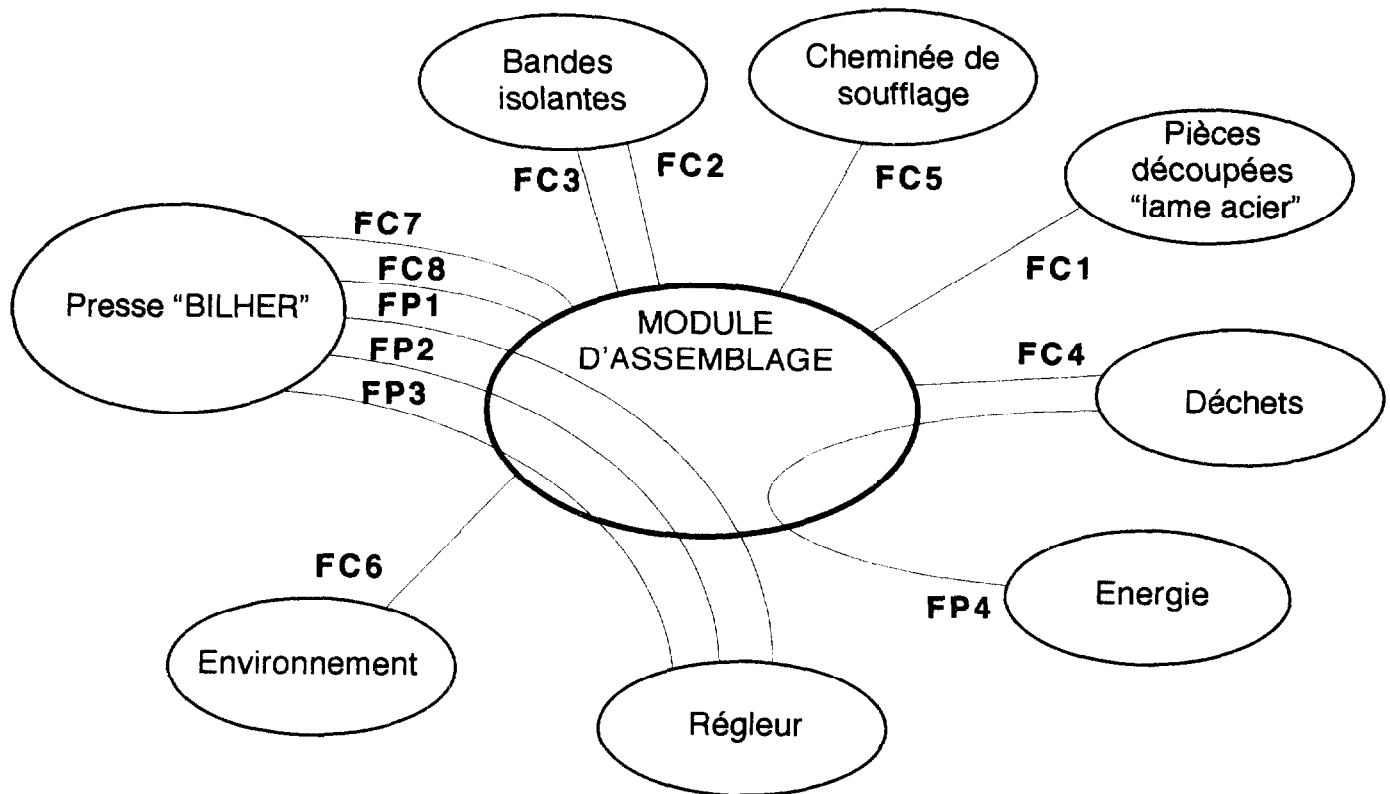 Bandes
isolantes
Cheminée de
soufflage
Pièces
découpées
“lame acier”
FC3
FC2
FC5
FC7
FC8
FP1
FP2
FP3
Presse “BILHER”
FC1
MODULE
D'ASSEMBLAGE
FC4
Déchets
FC6
FP4
Energie
Environnement
Régleur